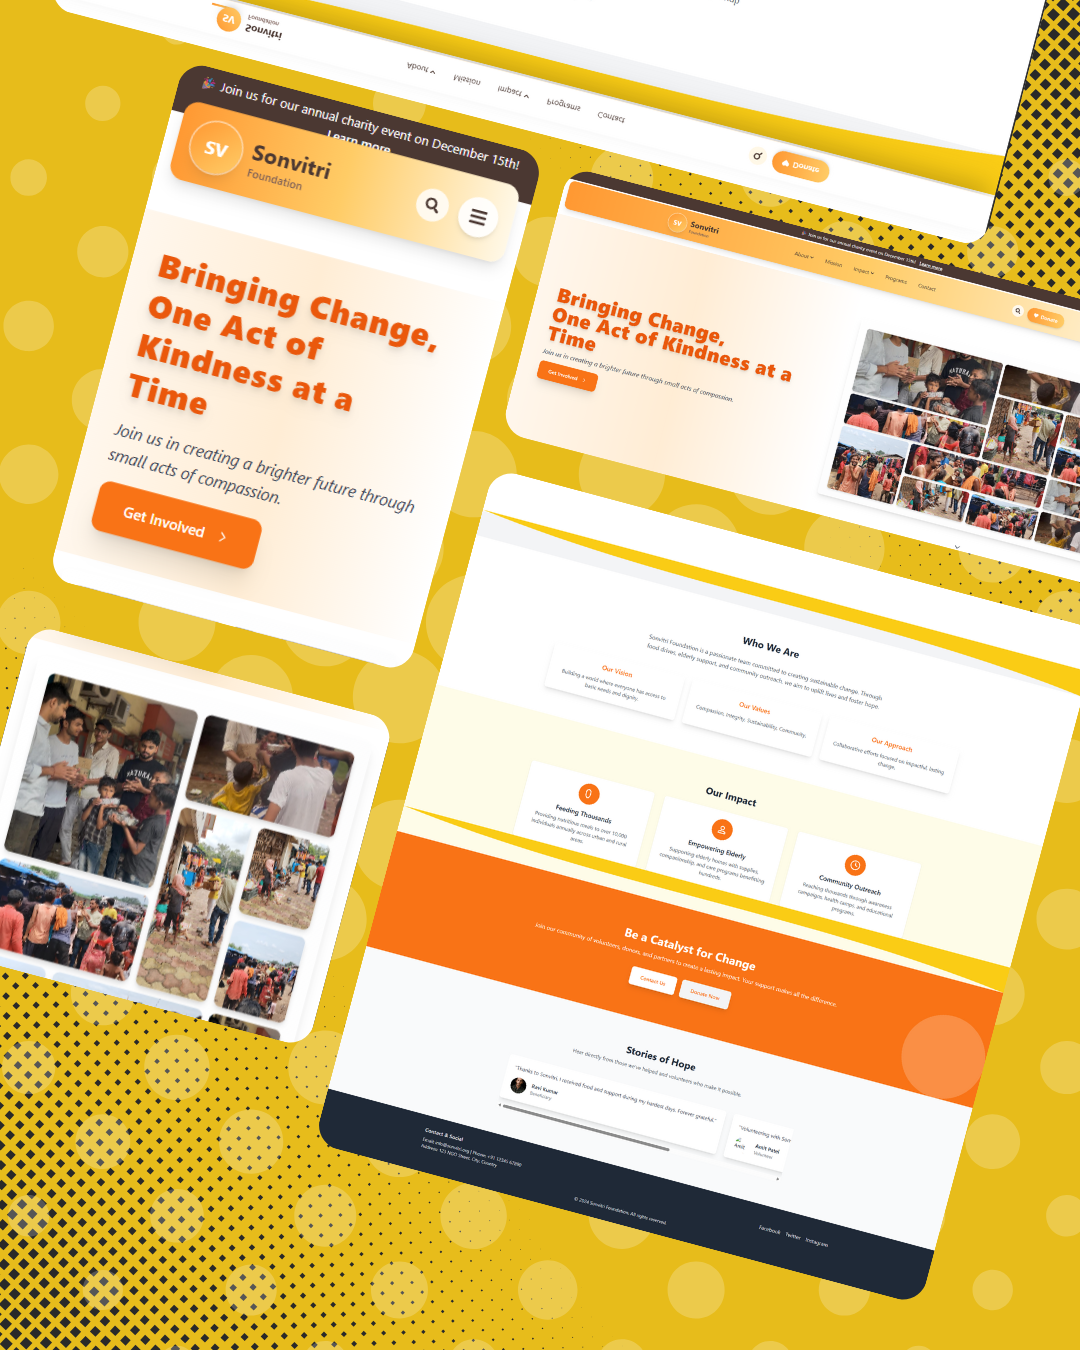 Sonvitri
Foundation
SV
About
Mission
Impact
Programs
Contact
Donate
🎉 Join us for our annual charity event on December 15th!
Learn more
SV
Sonvitri
Foundation
Bringing Change,
One Act of
Kindness at a
Time
Join us in creating a brighter future through
small acts of compassion.
Get Involved
🎉 Join us for our annual charity event on December 15th! Learn more
SV
Sonvitri
Foundation
About
Mission
Impact
Programs
Contact
Donate
Bringing Change,
One Act of Kindness at a
Time
Join us in creating a brighter future through small acts of compassion.
Get Involved
NATURAL
NATURAL
Who We Are
Sonvitri Foundation is a passionate team committed to creating sustainable change. Through
food drives, elderly support, and community outreach, we aim to uplift lives and foster hope.
Our Vision
Building a world where everyone has access to
basic needs and dignity.
Our Values
Compassion, Integrity, Sustainability, Community.
Our Approach
Collaborative efforts focused on impactful, lasting
change.
Our Impact
Feeding Thousands
Providing nutritious meals to over 10,000
individuals annually across urban and rural
areas.
Empowering Elderly
Supporting elderly homes with supplies,
companionship, and care programs benefiting
hundreds.
Community Outreach
Reaching thousands through awareness
campaigns, health camps, and educational
programs.
Be a Catalyst for Change
Join our community of volunteers, donors, and partners to create a lasting impact. Your support makes all the difference.
Contact Us
Donate Now
Stories of Hope
Hear directly from those we've helped and volunteers who make it possible.
"Thanks to Sonvitri, I received food and support during my hardest days. Forever grateful."
Ravi Kumar
Beneficiary
"Volunteering with Son
Amit
Amit Patel
Volunteer
Contact & Social
Email: info@sonvitri.org | Phone: +91 12345 67890
Address: 123 NGO Street, City, Country
© 2024 Sonvitri Foundation. All rights reserved.
Facebook Twitter Instagram